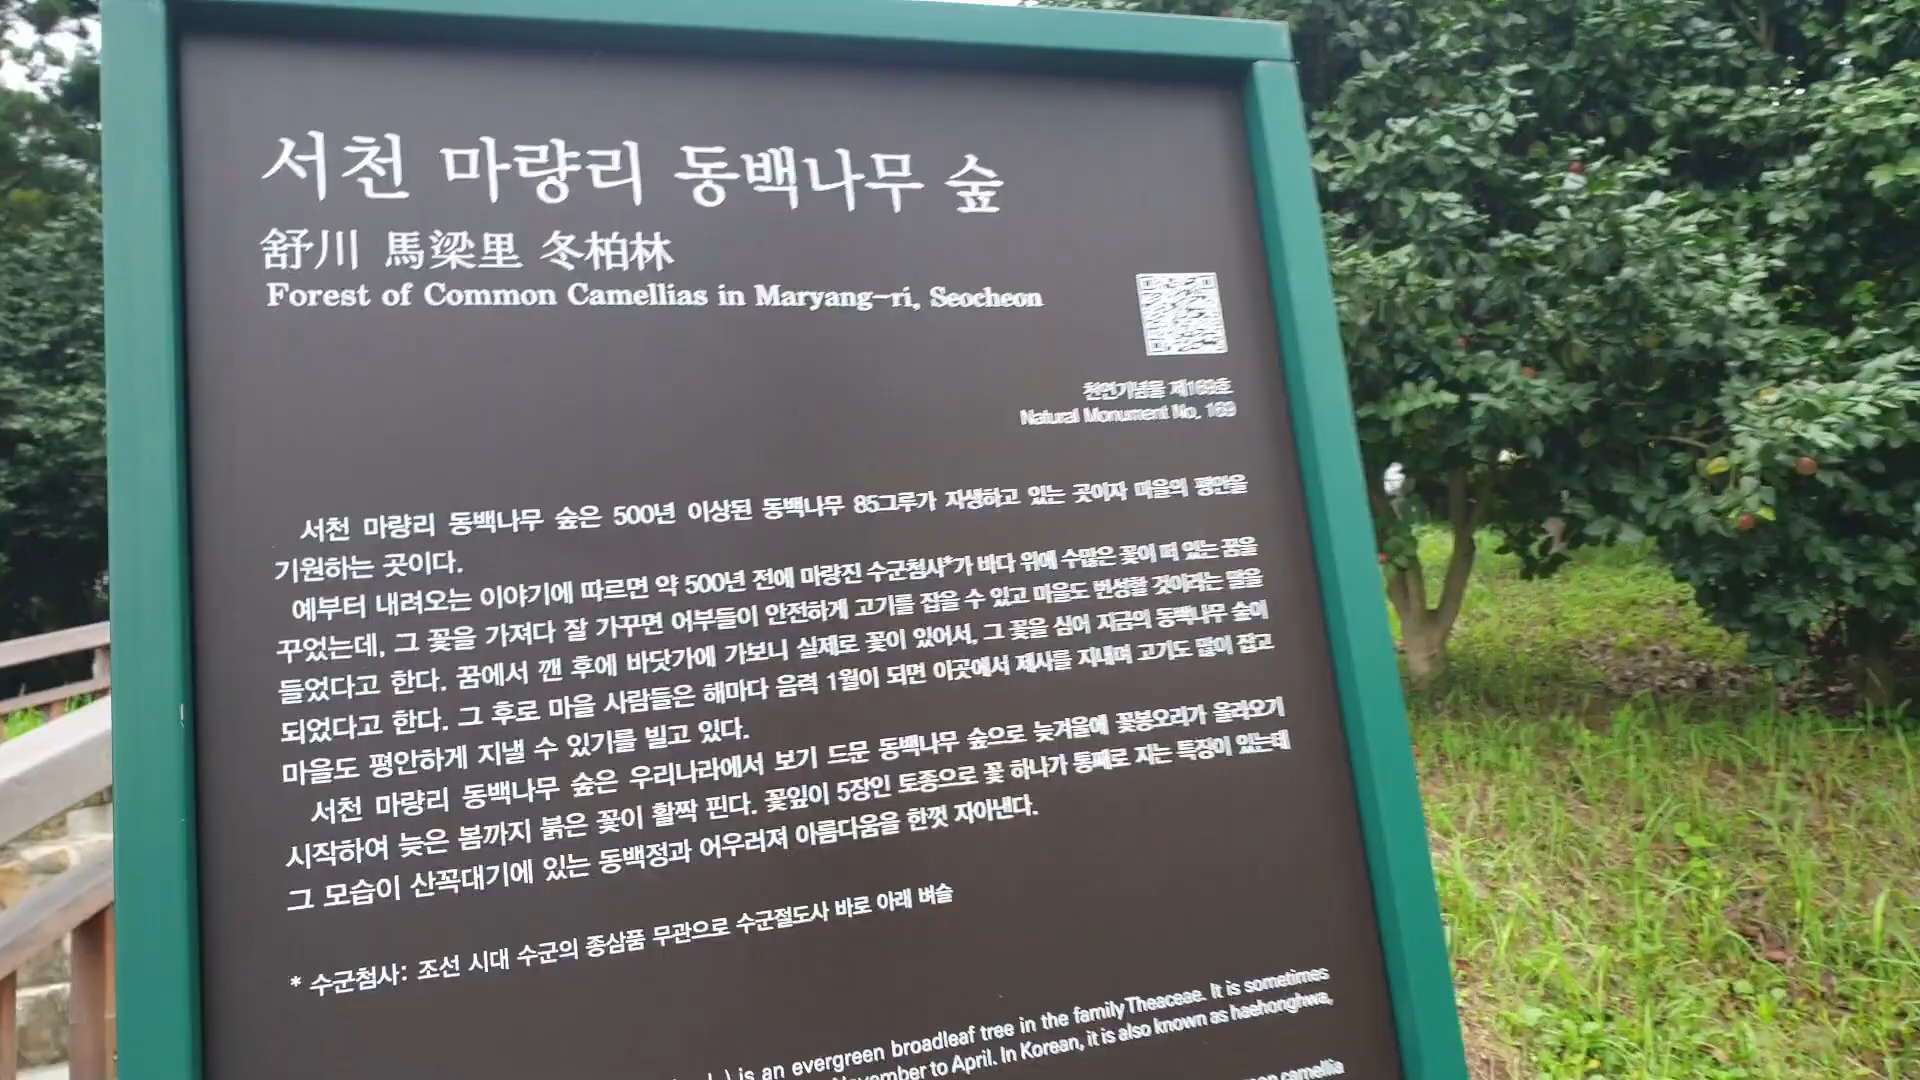 서천 마량리 동백나무 숲
舒川 馬梁里 冬柏林
Forest of Common Camellias in Maryang-ri, Seocheon
천연기념물 제169호
Natural Monument No. 169
서천 마량리 동백나무 숲은 500년 이상된 동백나무 85그루가 자생하고 있는 곳이자 마을의 평안을
기원하는 곳이다.
예부터 내려오는 이야기에 따르면 약 500년 전에 마량진 수군첨사*가 바다 위에 수많은 꽃이 떠 있는 꿈을
꾸었는데, 그 꽃을 가져다 잘 가꾸면 어부들이 안전하게 고기를 잡을 수 있고 마을도 번성할 것이라는 말을
들었다고 한다. 꿈에서 깬 후에 바닷가에 가보니 실제로 꽃이 있어서, 그 꽃을 심어 지금의 동백나무 숲이
되었다고 한다. 그 후로 마을 사람들은 해마다 음력 1월이 되면 이곳에서 제사를 지내며 고기도 많이 잡고
마을도 평안하게 지낼 수 있기를 빌고 있다.
서천 마량리 동백나무 숲은 우리나라에서 보기 드문 동백나무 숲으로 늦겨울에 꽃봉오리가 올라오기
시작하여 늦은 봄까지 붉은 꽃이 활짝 핀다. 꽃잎이 5장인 토종으로 꽃 하나가 통째로 지는 특징이 있는데
그 모습이 산꼭대기에 있는 동백정과 어우러져 아름다움을 한껏 자아낸다.
* 수군첨사: 조선 시대 수군의 종삼품 무관으로 수군절도사 바로 아래 벼슬
is an evergreen broadleaf tree in the family Theaceae. It is sometimes
November to April. In Korean, it is also known as haehonghwa,
camellia